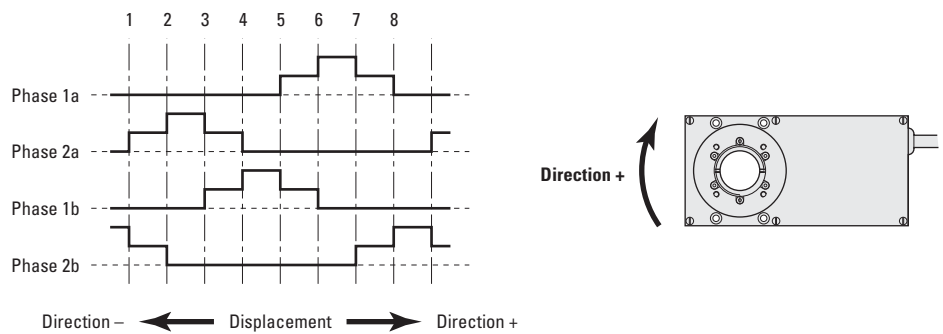 1 2 3 4 5 6 7 8
Phase 1a
Phase 2a
Phase 1b
Phase 2b
Direction – Displacement Direction +
Direction +